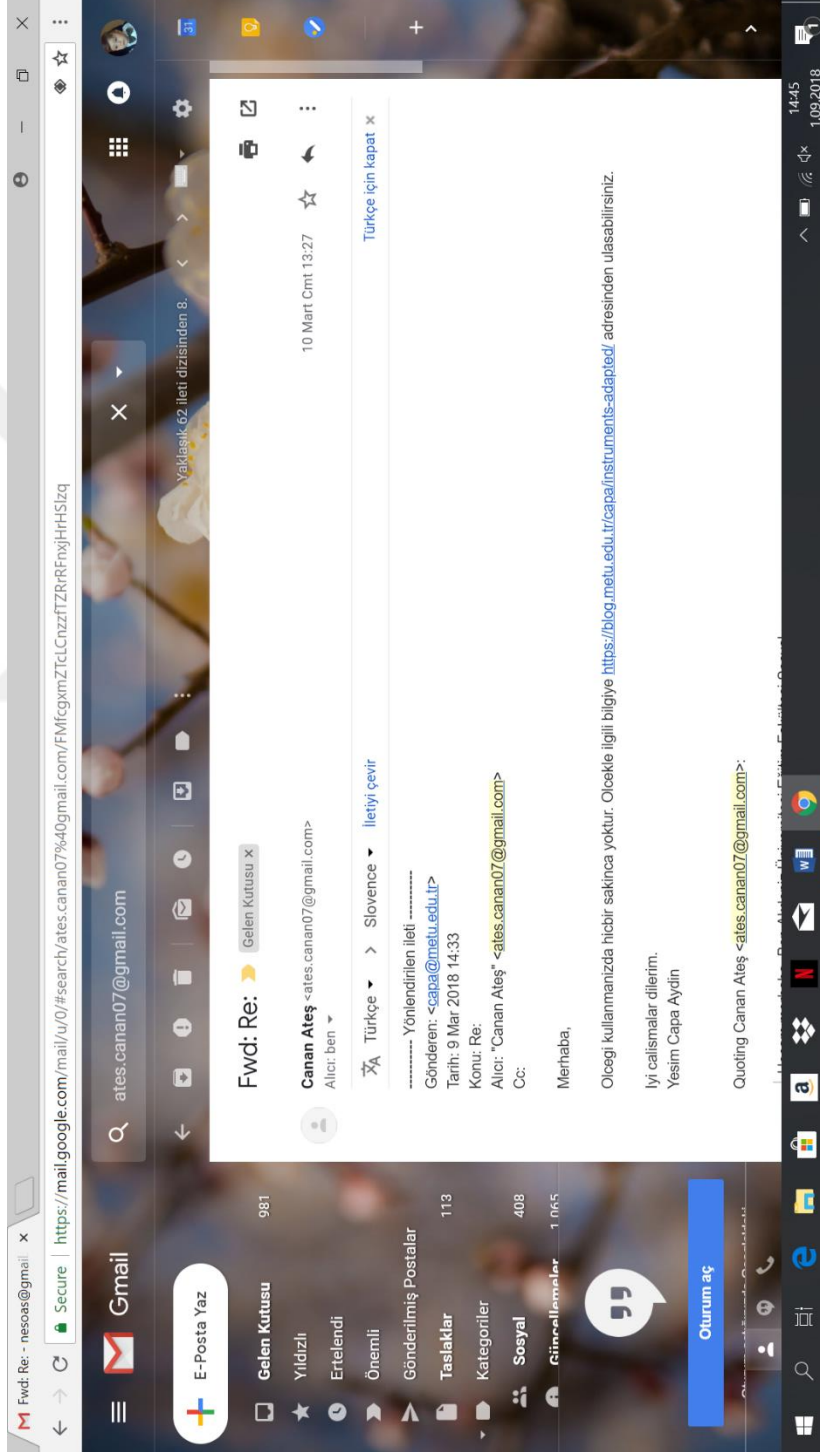 Fwd: Re: - nesoas@gmail.
Secure | https://mail.google.com/mail/u/0/#search/ates.canan07%40gmail.com/FMfcgxmZTcLCnzzfTZRrRFnxjHrHSlzq
Gmail
ates.canan07@gmail.com
Yaklaşık 62 ileti dizisinden 8.
31
E-Posta Yaz
Gelen Kutusu 981
Yıldızlı
Ertelendi
Önemli
Gönderilmiş Postalar
Taslaklar 113
Kategoriler
Sosyal 408
Güncellemeler 1.065
Oturum aç
Fwd: Re:
Gelen Kutusu ×
Canan Ateş <ates.canan07@gmail.com>
10 Mart Cmt 13:27
Alıcı: ben
Türkçe > Slovence İletiyi çevir
Türkçe için kapat ×
---------- Yönlendirilen ileti ----------
Gönderen: <capa@metu.edu.tr>
Tarih: 9 Mar 2018 14:33
Konu: Re:
Alıcı: "Canan Ateş" <ates.canan07@gmail.com>
Cc:
Merhaba,
Olcegi kullanmanizda hicbir sakinca yoktur. Olcekle ilgili bilgiye https://blog.metu.edu.tr/capa/instruments-adapted/ adresinden ulasabilirsiniz.
Iyi calismalar dilerim.
Yesim Capa Aydin
Quoting Canan Ateş <ates.canan07@gmail.com>:
14:45
1.09.2018
1